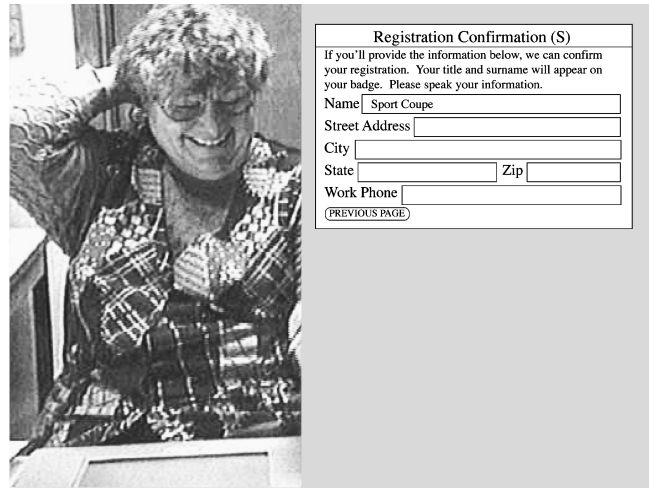 Registration Confirmation (S)
If you'll provide the information below, we can confirm
your registration. Your title and surname will appear on
your badge. Please speak your information.
Name Sport Coupe
Street Address
City
State Zip
Work Phone
PREVIOUS PAGE